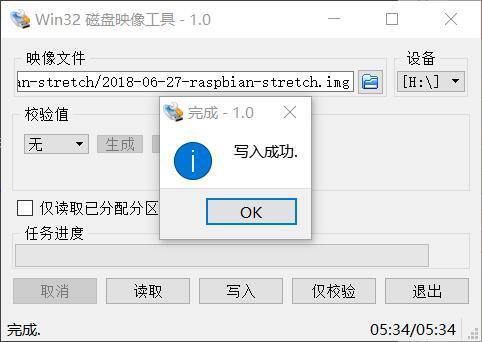 Win32 磁盘映像工具 - 1.0
映像文件
设备
an-stretch/2018-06-27-raspbian-stretch.img
[H:\]
校验值
完成 - 1.0
无
生成
写入成功.
仅读取已分配分区
OK
任务进度
取消
读取
写入
仅校验
退出
完成.
05:34/05:34